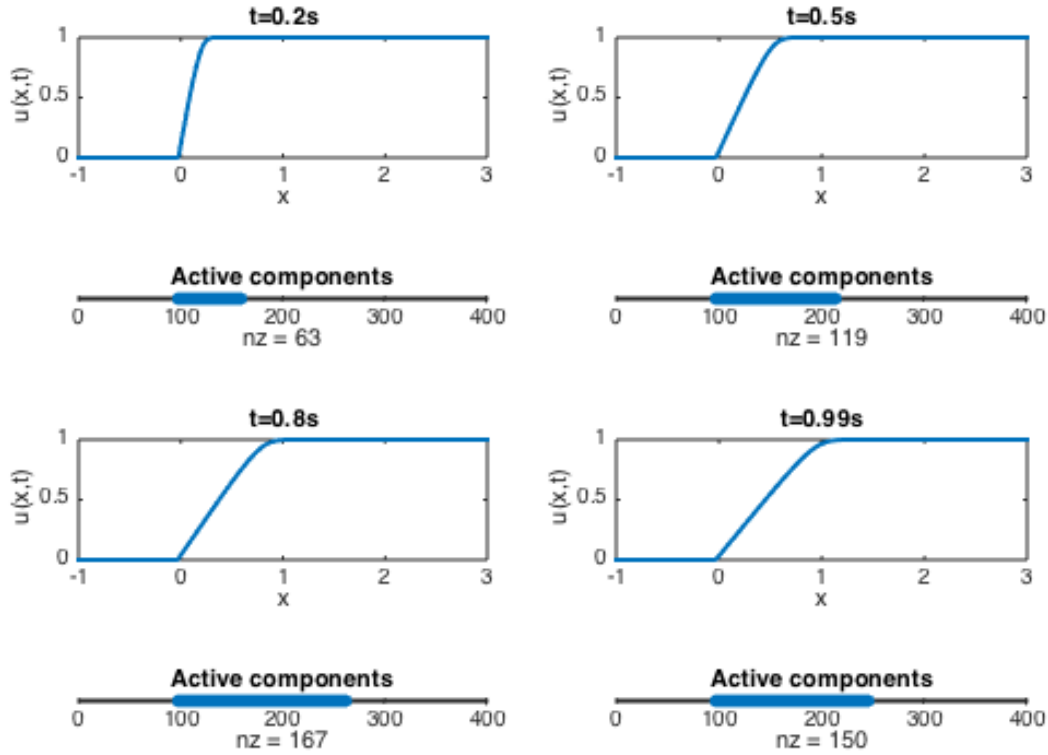 t=0.2s
1
0.5
0
u(x,t)
-1 0 1 2 3
x
Active components
0 100 200 300 400
nz = 63
t=0.5s
1
0.5
0
u(x,t)
-1 0 1 2 3
x
Active components
0 100 200 300 400
nz = 119
t=0.8s
1
0.5
0
u(x,t)
-1 0 1 2 3
x
Active components
0 100 200 300 400
nz = 167
t=0.99s
1
0.5
0
u(x,t)
-1 0 1 2 3
x
Active components
0 100 200 300 400
nz = 150